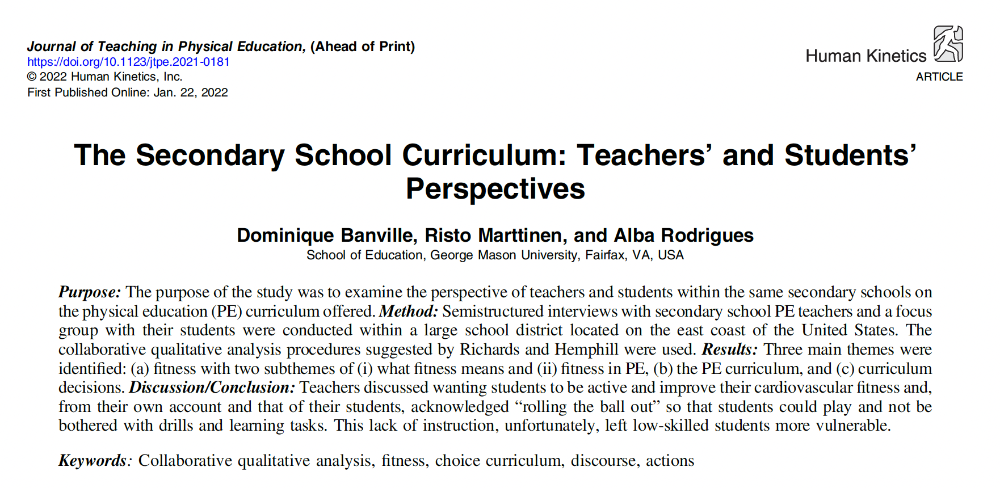 Journal of Teaching in Physical Education, (Ahead of Print)
https://doi.org/10.1123/jtpe.2021-0181
© 2022 Human Kinetics, Inc.
First Published Online: Jan. 22, 2022
Human Kinetics
ARTICLE
The Secondary School Curriculum: Teachers’ and Students’
Perspectives
Dominique Banville, Risto Marttinen, and Alba Rodrigues
School of Education, George Mason University, Fairfax, VA, USA
Purpose: The purpose of the study was to examine the perspective of teachers and students within the same secondary schools on
the physical education (PE) curriculum offered. Method: Semistructured interviews with secondary school PE teachers and a focus
group with their students were conducted within a large school district located on the east coast of the United States. The
collaborative qualitative analysis procedures suggested by Richards and Hemphill were used. Results: Three main themes were
identified: (a) fitness with two subthemes of (i) what fitness means and (ii) fitness in PE, (b) the PE curriculum, and (c) curriculum
decisions. Discussion/Conclusion: Teachers discussed wanting students to be active and improve their cardiovascular fitness and,
from their own account and that of their students, acknowledged “rolling the ball out” so that students could play and not be
bothered with drills and learning tasks. This lack of instruction, unfortunately, left low-skilled students more vulnerable.
Keywords: Collaborative qualitative analysis, fitness, choice curriculum, discourse, actions